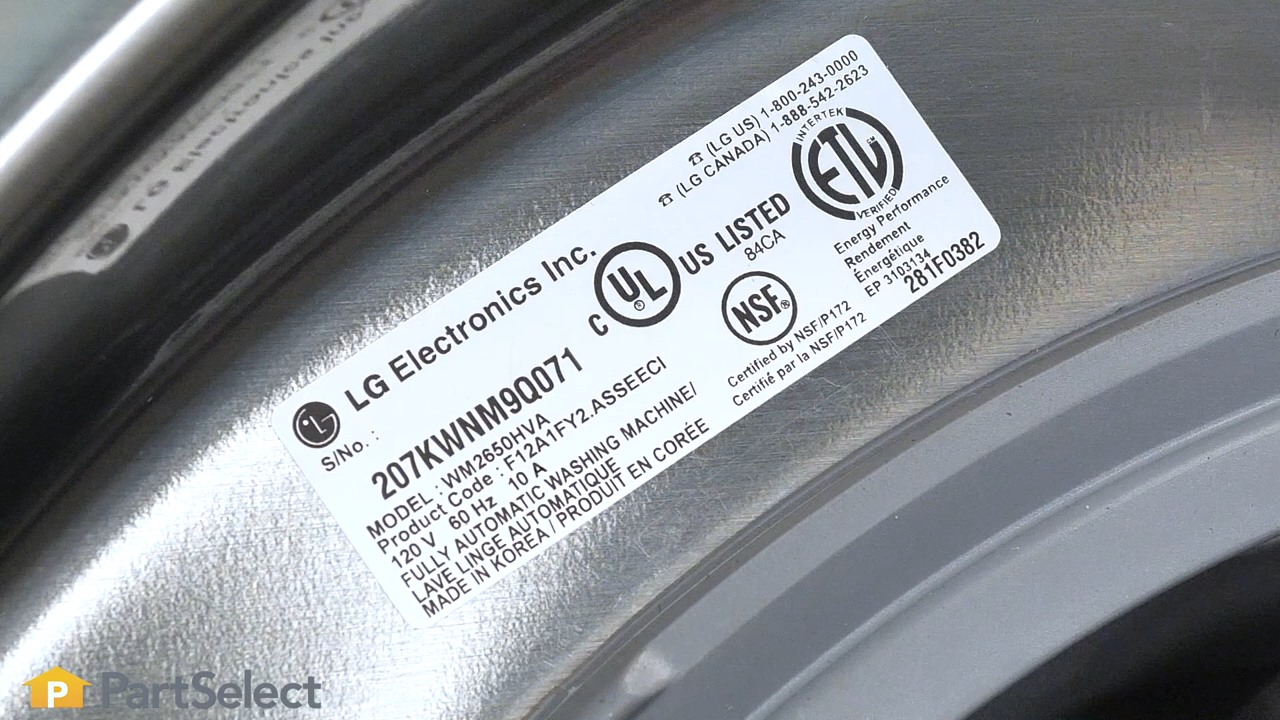 LG Electronics Inc.
S/No. :
207KWNM9Q071
MODEL : WM2650HVA
Product Code : F12A1FY2.ASSEECI
120 V 60 Hz 10 A
FULLY AUTOMATIC WASHING MACHINE/
LAVE LINGE AUTOMATIQUE
MADE IN KOREA / PRODUIT EN CORÉE
C UL ® US LISTED
84CA
NSF®
Certified by NSF/P172
Certifié par la NSF/P172
☎ (LG US) 1-800-243-0000
☎ (LG CANADA) 1-888-542-2623
INTERTEK
ETL
VERIFIED
Energy Performance
Rendement
Énergétique
EP 3103134
281F0382
P PartSelect